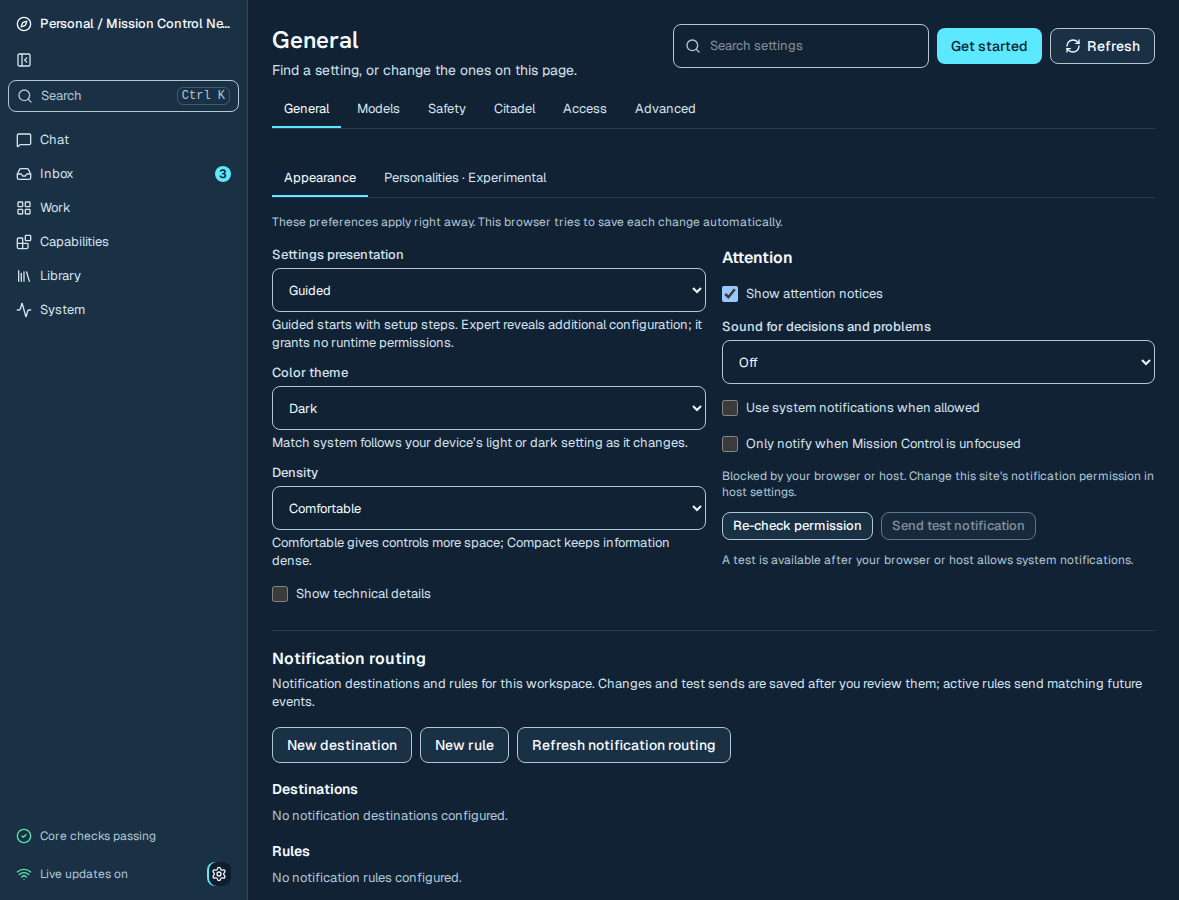 Personal / Mission Control Ne...
Search
Ctrl K
Chat
Inbox
3
Work
Capabilities
Library
System
Core checks passing
Live updates on
General
Find a setting, or change the ones on this page.
Search settings
Get started
Refresh
General
Models
Safety
Citadel
Access
Advanced
Appearance
Personalities · Experimental
These preferences apply right away. This browser tries to save each change automatically.
Settings presentation
Guided
Guided starts with setup steps. Expert reveals additional configuration; it
grants no runtime permissions.
Color theme
Dark
Match system follows your device's light or dark setting as it changes.
Density
Comfortable
Comfortable gives controls more space; Compact keeps information
dense.
Show technical details
Attention
Show attention notices
Sound for decisions and problems
Off
Use system notifications when allowed
Only notify when Mission Control is unfocused
Blocked by your browser or host. Change this site's notification permission in
host settings.
Re-check permission
Send test notification
A test is available after your browser or host allows system notifications.
Notification routing
Notification destinations and rules for this workspace. Changes and test sends are saved after you review them; active rules send matching future
events.
New destination
New rule
Refresh notification routing
Destinations
No notification destinations configured.
Rules
No notification rules configured.